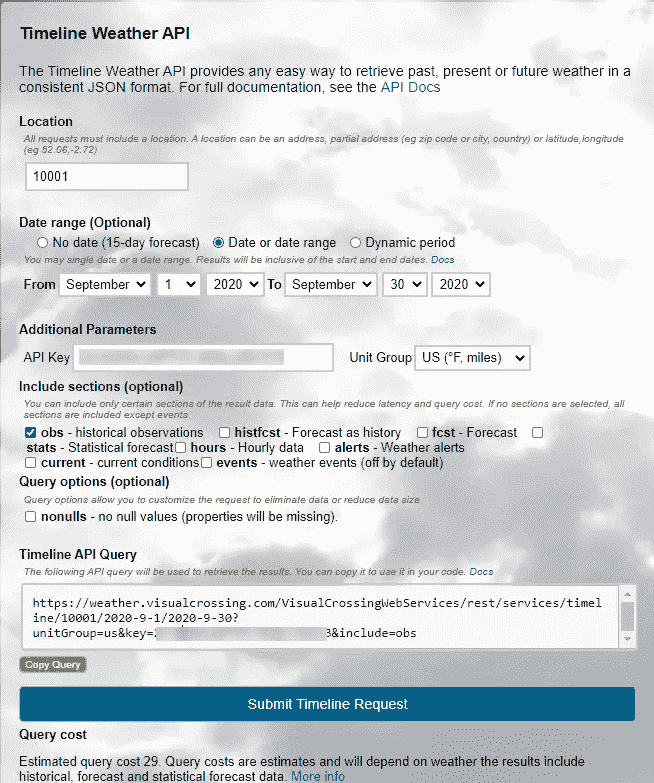 Timeline Weather API
The Timeline Weather API provides any easy way to retrieve past, present or future weather in a
consistent JSON format. For full documentation, see the API Docs
Location
All requests must include a location. A location can be an address, partial address (eg zip code or city, country) or latitude,longitude
(eg 52.06,-2.72)
10001
Date range (Optional)
No date (15-day forecast) Date or date range Dynamic period
You may single date or a date range. Results will be inclusive of the start and end dates. Docs
From September 1 2020 To September 30 2020
Additional Parameters
API Key Unit Group US (°F, miles)
Include sections (optional)
You can include only certain sections of the result data. This can help reduce latency and query cost. If no sections are selected, all
sections are included except events.
obs - historical observations histfcst - Forecast as history fcst - Forecast
stats - Statistical forecast hours - Hourly data alerts - Weather alerts
current - current conditions events - weather events (off by default)
Query options (optional)
Query options allow you to customize the request to eliminate data or reduce data size
nonulls - no null values (properties will be missing).
Timeline API Query
The following API query will be used to retrieve the results. You can copy it to use it in your code. Docs
https://weather.visualcrossing.com/VisualCrossingWebServices/rest/services/timel
ine/10001/2020-9-1/2020-9-30?
unitGroup=us&key= &include=obs
Copy Query
Submit Timeline Request
Query cost
Estimated query cost 29. Query costs are estimates and will depend on weather the results include
historical, forecast and statistical forecast data. More info